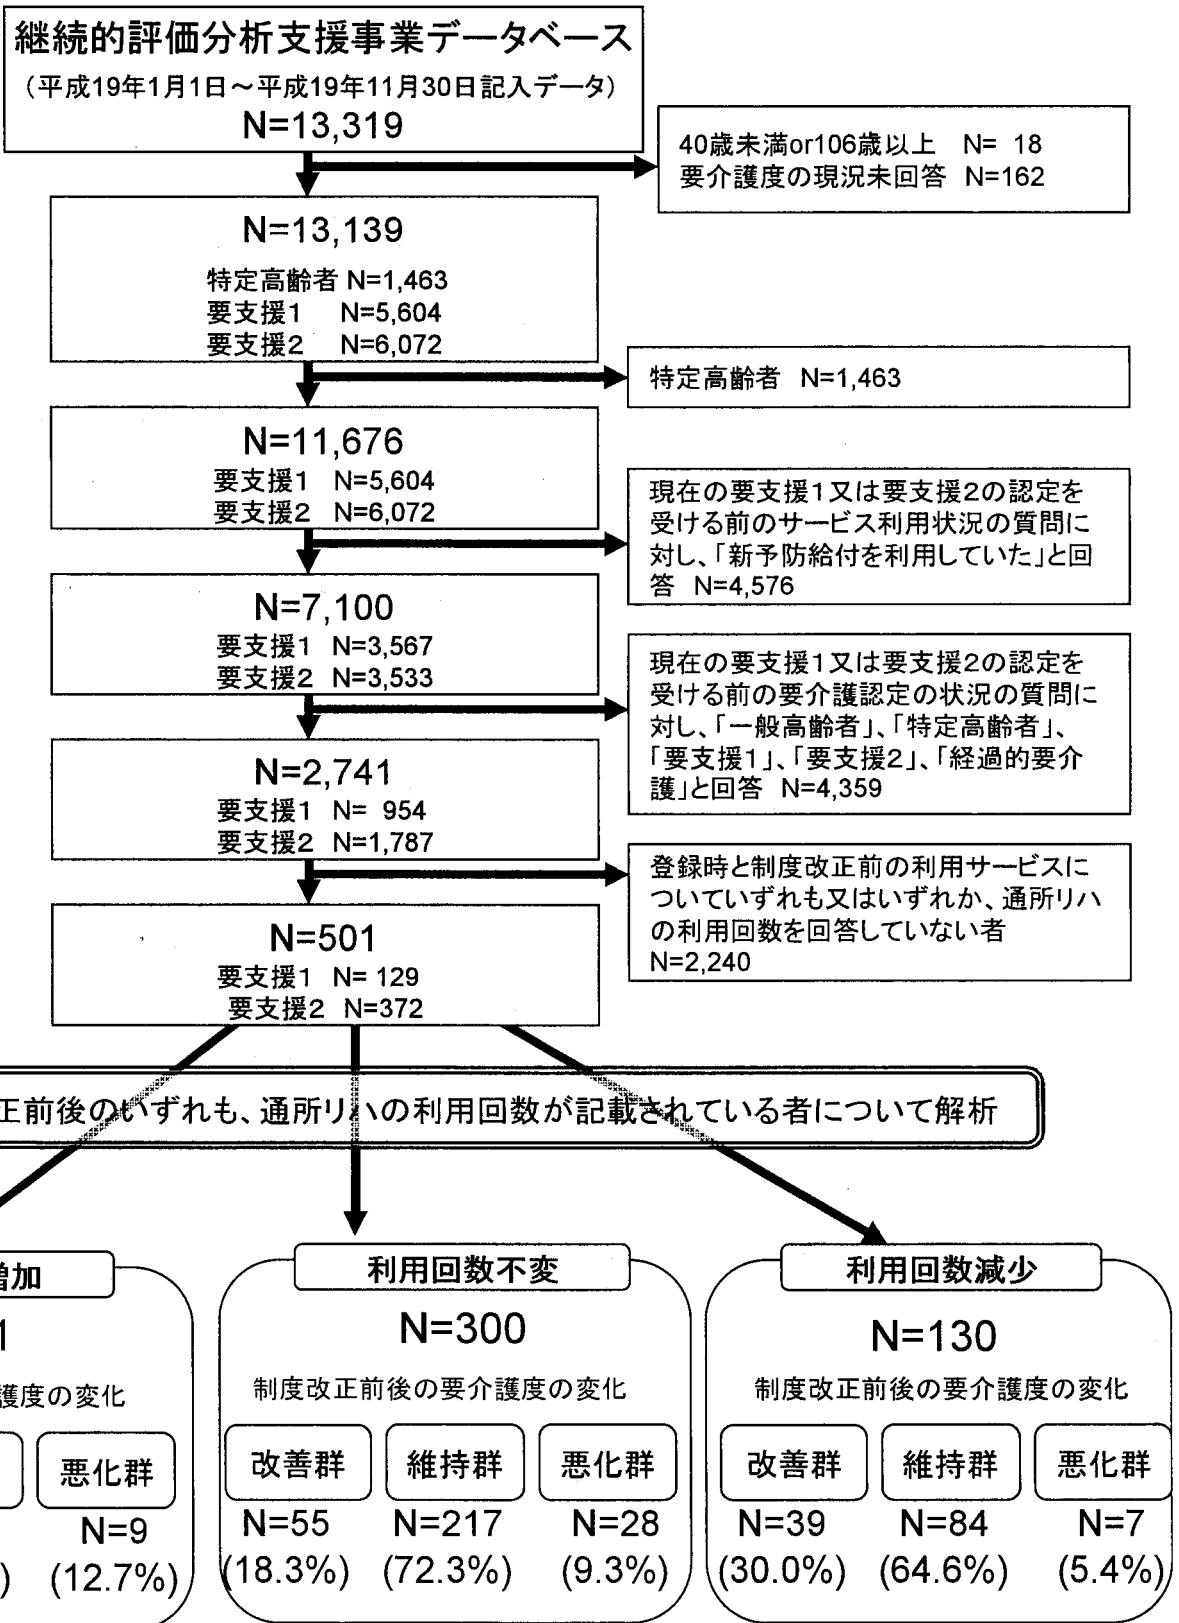 継続的評価分析支援事業データベース
（平成19年1月1日～平成19年11月30日記入データ）
N=13,319
40歳未満or106歳以上 N= 18
要介護度の現況未回答 N=162
N=13,139
特定高齢者 N=1,463
要支援1 N=5,604
要支援2 N=6,072
特定高齢者 N=1,463
N=11,676
要支援1 N=5,604
要支援2 N=6,072
現在の要支援1又は要支援2の認定を
受ける前のサービス利用状況の質問に
対し、「新予防給付を利用していた」と回
答 N=4,576
N=7,100
要支援1 N=3,567
要支援2 N=3,533
現在の要支援1又は要支援2の認定を
受ける前の要介護認定の状況の質問に
対し、「一般高齢者」、「特定高齢者」、
「要支援1」、「要支援2」、「経過的要介
護」と回答 N=4,359
N=2,741
要支援1 N= 954
要支援2 N=1,787
登録時と制度改正前の利用サービスに
ついていずれも又はいずれか、通所リハ
の利用回数を回答していない者
N=2,240
N=501
要支援1 N= 129
要支援2 N=372
正前後のいずれも、通所リハの利用回数が記載されている者について解析
増加
1
護度の変化
悪化群
N=9
) (12.7%)
利用回数不変
N=300
制度改正前後の要介護度の変化
改善群 維持群 悪化群
N=55 N=217 N=28
(18.3%) (72.3%) (9.3%)
利用回数減少
N=130
制度改正前後の要介護度の変化
改善群 維持群 悪化群
N=39 N=84 N=7
(30.0%) (64.6%) (5.4%)